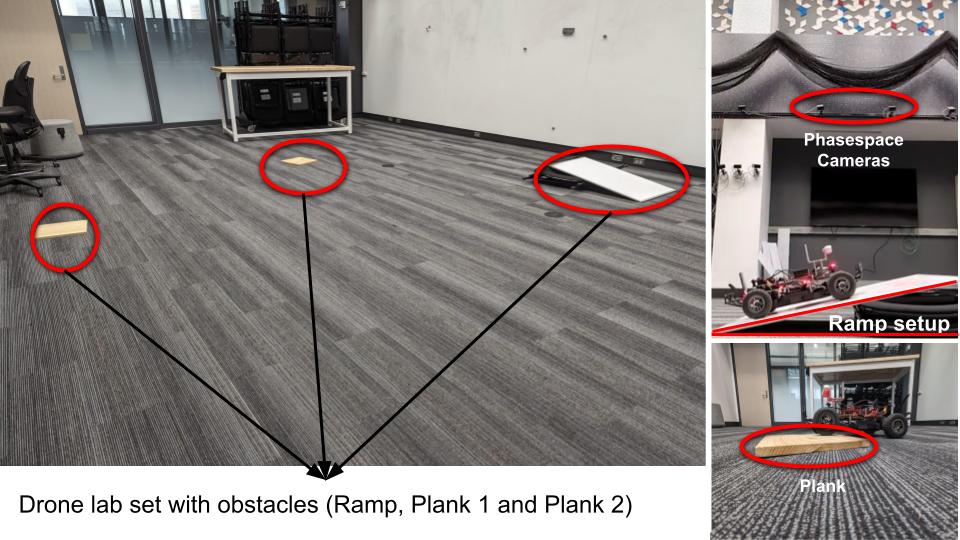 Phasespace
Cameras
Ramp setup
Plank
Drone lab set with obstacles (Ramp, Plank 1 and Plank 2)